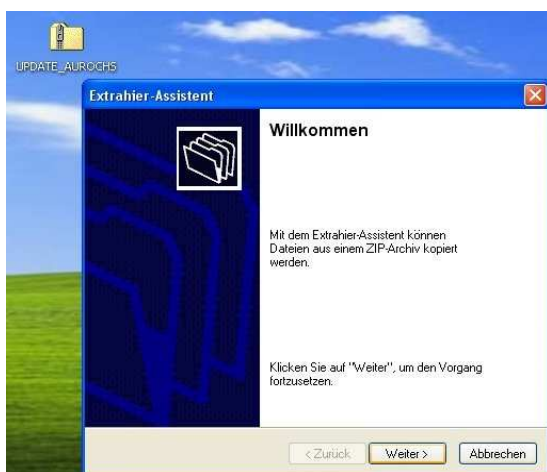 UPDATE_AUROCHS
Extrahier-Assistent
Willkommen
Mit dem Extrahier-Assistent können
Dateien aus einem ZIP-Archiv kopiert
werden.
Klicken Sie auf "Weiter", um den Vorgang
fortzusetzen.
< Zurück Weiter > Abbrechen